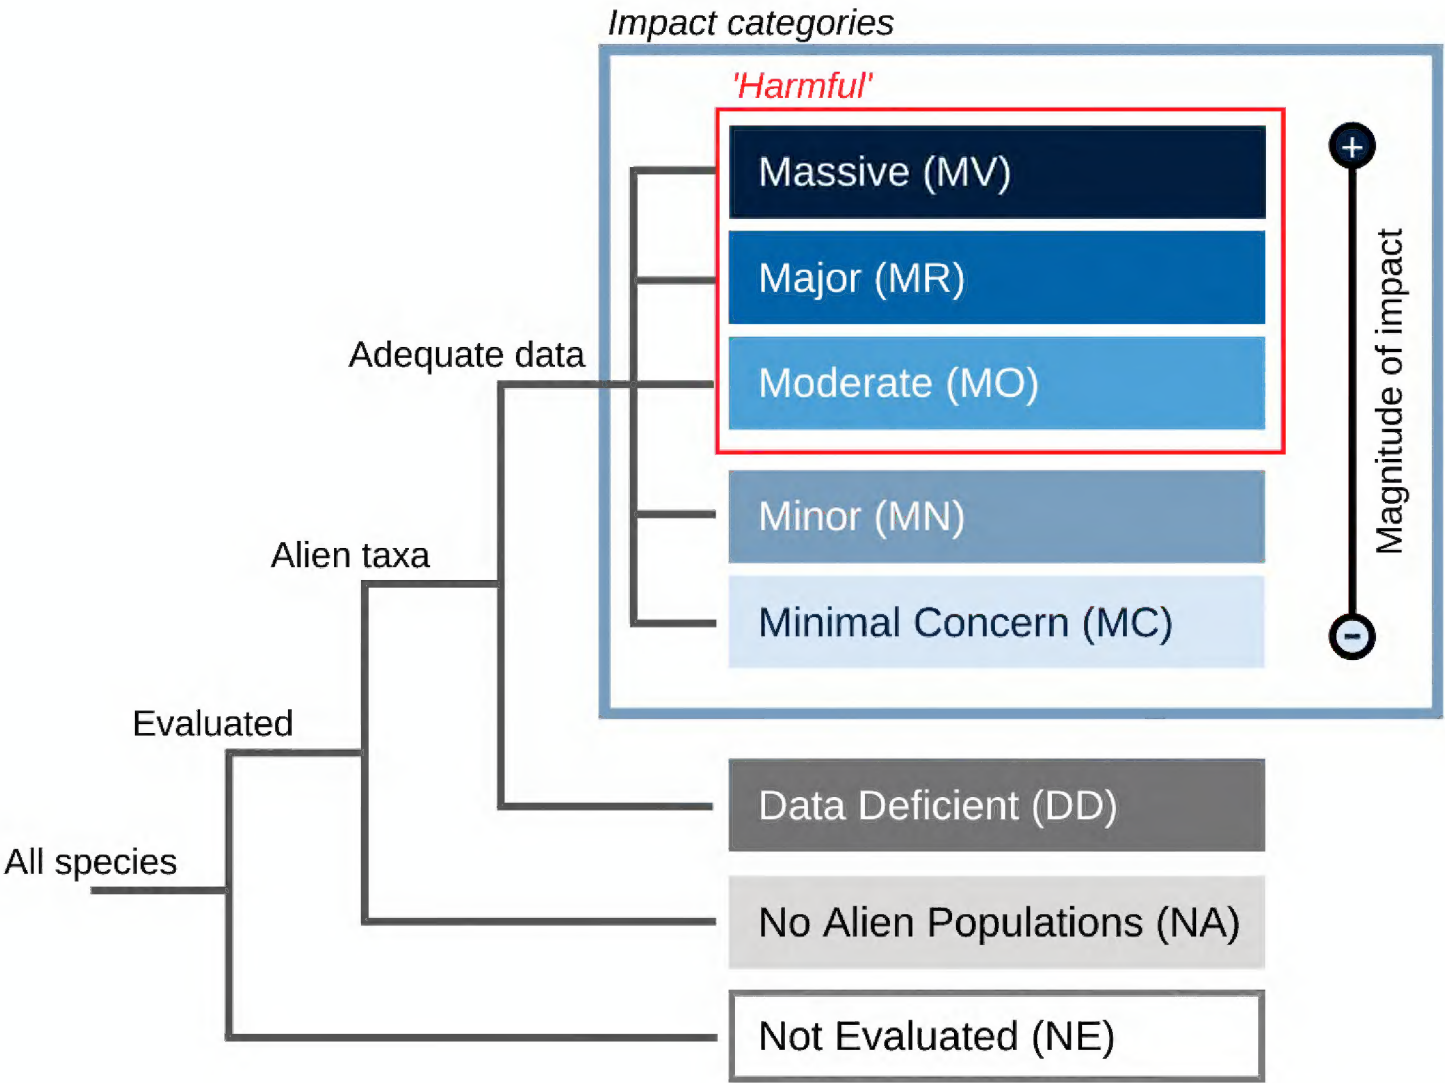 Impact categories
'Harmful'
Massive (MV)
+
Major (MR)
Magnitude of impact
Adequate data
Moderate (MO)
Minor (MN)
Alien taxa
Minimal Concern (MC)
-
Evaluated
Data Deficient (DD)
All species
No Alien Populations (NA)
Not Evaluated (NE)